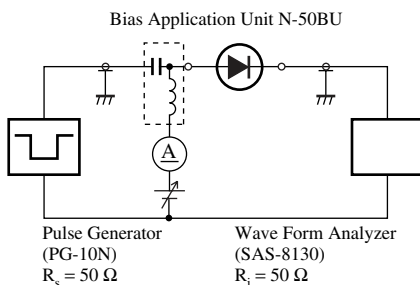 Bias Application Unit N-50BU
A
Pulse Generator
(PG-10N)
Rs = 50 Ω
Wave Form Analyzer
(SAS-8130)
Ri = 50 Ω